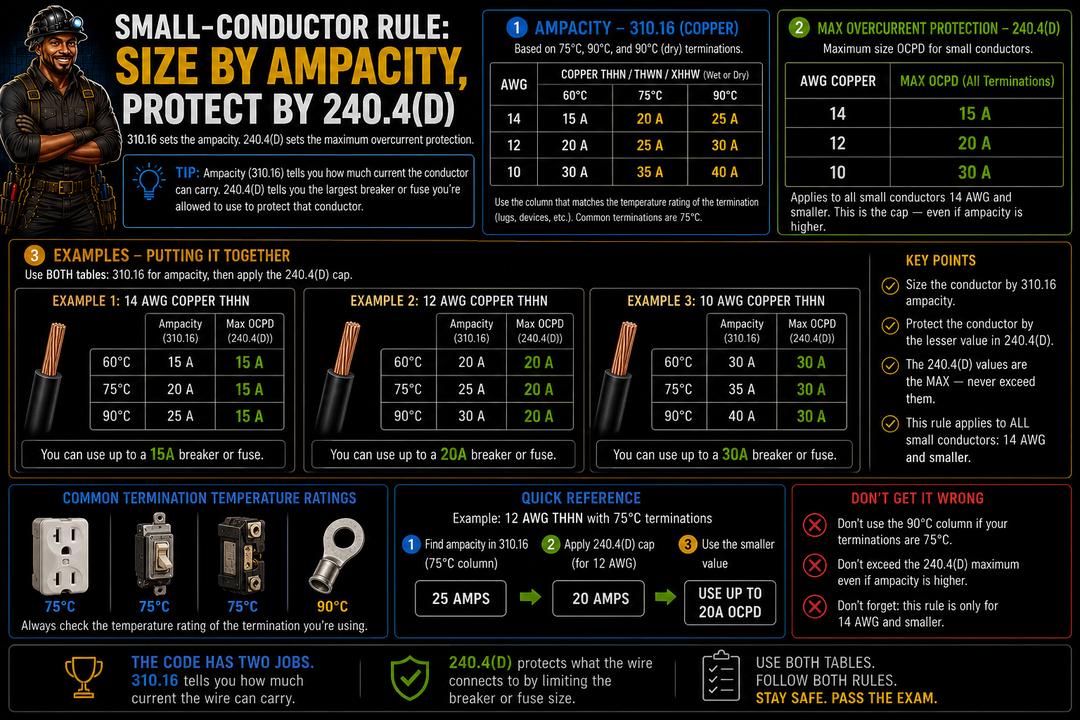 SMALL-CONDUCTOR RULE:
SIZE BY AMPACITY,
PROTECT BY 240.4(D)
310.16 sets the ampacity. 240.4(D) sets the maximum overcurrent protection.
TIP: Ampacity (310.16) tells you how much current the conductor
can carry. 240.4(D) tells you the largest breaker or fuse you're
allowed to use to protect that conductor.
1 AMPACITY – 310.16 (COPPER)
Based on 75°C, 90°C, and 90°C (dry) terminations.
AWG
COPPER THHN / THWN / XHHW (Wet or Dry)
60°C 75°C 90°C
14 15 A 20 A 25 A
12 20 A 25 A 30 A
10 30 A 35 A 40 A
Use the column that matches the temperature rating of the termination
(lugs, devices, etc.). Common terminations are 75°C.
2 MAX OVERCURRENT PROTECTION – 240.4(D)
Maximum size OCPD for small conductors.
AWG COPPER MAX OCPD (All Terminations)
14 15 A
12 20 A
10 30 A
Applies to all small conductors 14 AWG and
smaller. This is the cap — even if ampacity is
higher.
3 EXAMPLES – PUTTING IT TOGETHER
Use BOTH tables: 310.16 for ampacity, then apply the 240.4(D) cap.
EXAMPLE 1: 14 AWG COPPER THHN
Ampacity Max OCPD
(310.16) (240.4(D))
60°C 15 A 15 A
75°C 20 A 15 A
90°C 25 A 15 A
You can use up to a 15A breaker or fuse.
EXAMPLE 2: 12 AWG COPPER THHN
Ampacity Max OCPD
(310.16) (240.4(D))
60°C 20 A 20 A
75°C 25 A 20 A
90°C 30 A 20 A
You can use up to a 20A breaker or fuse.
EXAMPLE 3: 10 AWG COPPER THHN
Ampacity Max OCPD
(310.16) (240.4(D))
60°C 30 A 30 A
75°C 35 A 30 A
90°C 40 A 30 A
You can use up to a 30A breaker or fuse.
KEY POINTS
Size the conductor by 310.16
ampacity.
Protect the conductor by
the lesser value in 240.4(D).
The 240.4(D) values are
the MAX — never exceed
them.
This rule applies to ALL
small conductors: 14 AWG
and smaller.
COMMON TERMINATION TEMPERATURE RATINGS
75°C 75°C 75°C 90°C
Always check the temperature rating of the termination you're using.
QUICK REFERENCE
Example: 12 AWG THHN with 75°C terminations
1 Find ampacity in 310.16
(75°C column)
25 AMPS
2 Apply 240.4(D) cap
(for 12 AWG)
20 AMPS
3 Use the smaller
value
USE UP TO
20A OCPD
DON'T GET IT WRONG
Don't use the 90°C column if your
terminations are 75°C.
Don't exceed the 240.4(D) maximum
even if ampacity is higher.
Don't forget: this rule is only for
14 AWG and smaller.
THE CODE HAS TWO JOBS.
310.16 tells you how much
current the wire can carry.
240.4(D) protects what the wire
connects to by limiting the
breaker or fuse size.
USE BOTH TABLES.
FOLLOW BOTH RULES.
STAY SAFE. PASS THE EXAM.